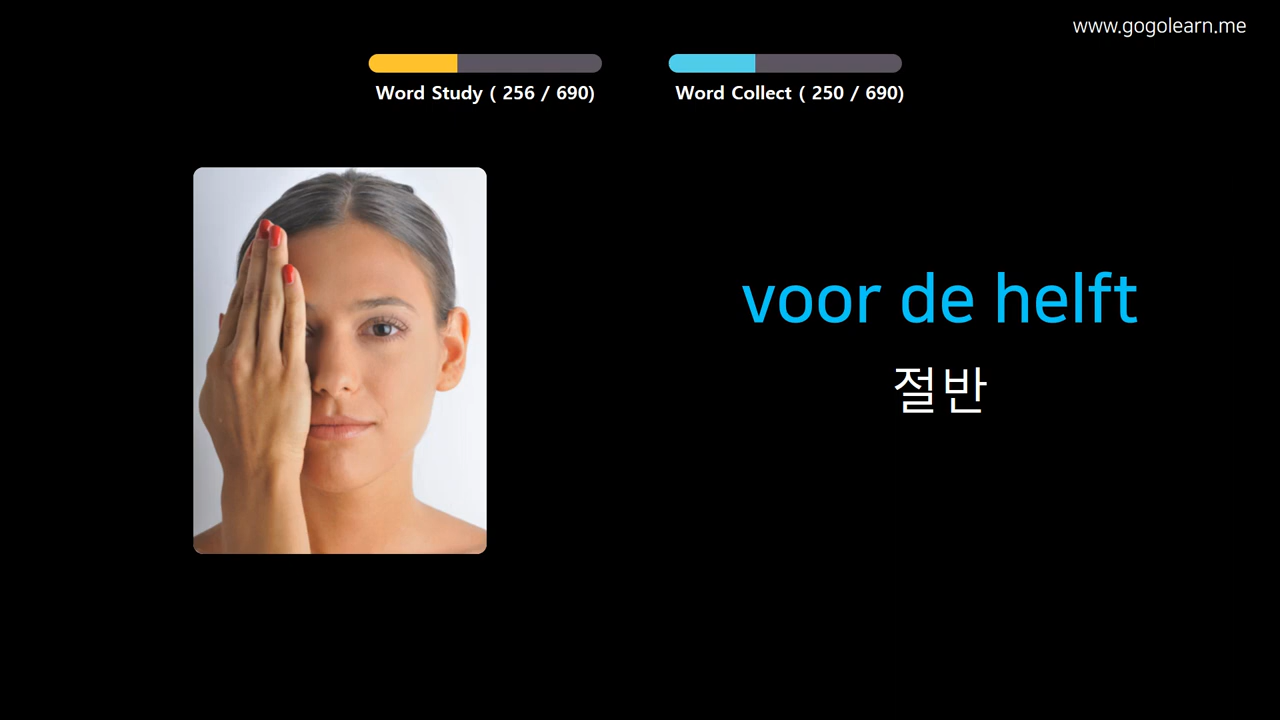 www.gogolearn.me
Word Study ( 256 / 690)
Word Collect ( 250 / 690)
voor de helft
절반